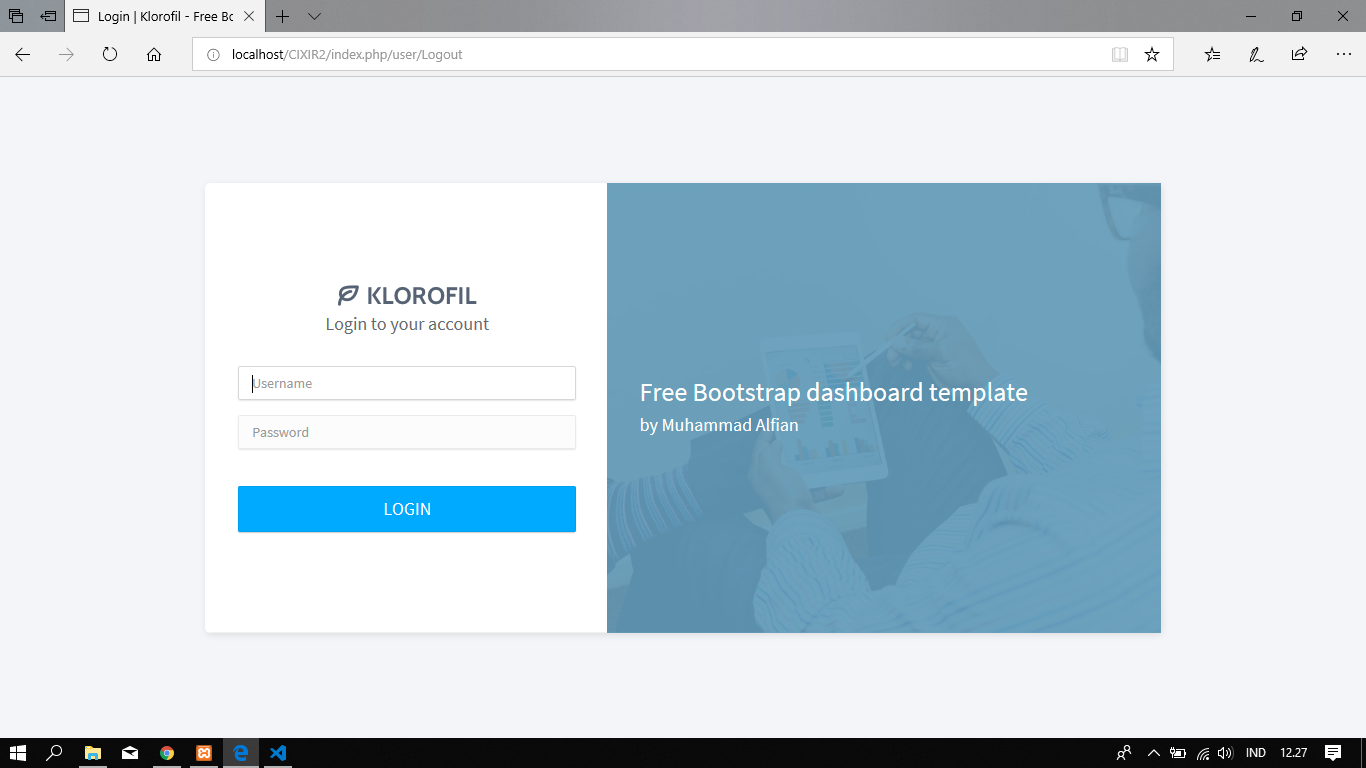 Login | Klorofil - Free Bo
localhost/CIXIR2/index.php/user/Logout
KLOROFIL
Login to your account
Username
Password
LOGIN
Free Bootstrap dashboard template
by Muhammad Alfian
IND
12.27